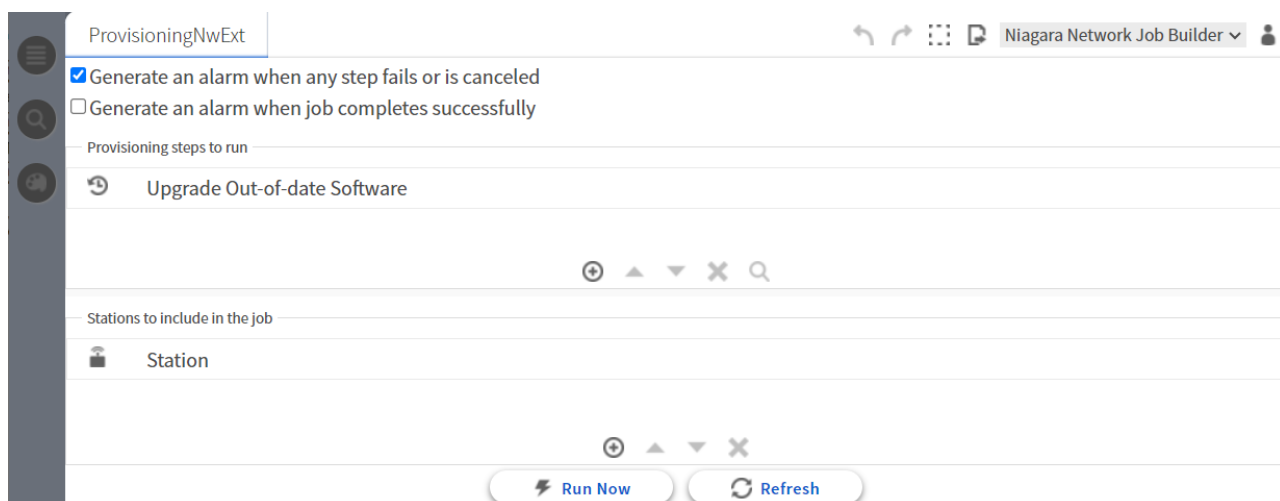 ProvisioningNwExt
Niagara Network Job Builder
Generate an alarm when any step fails or is canceled
Generate an alarm when job completes successfully
Provisioning steps to run
Upgrade Out-of-date Software
Stations to include in the job
Station
Run Now
Refresh